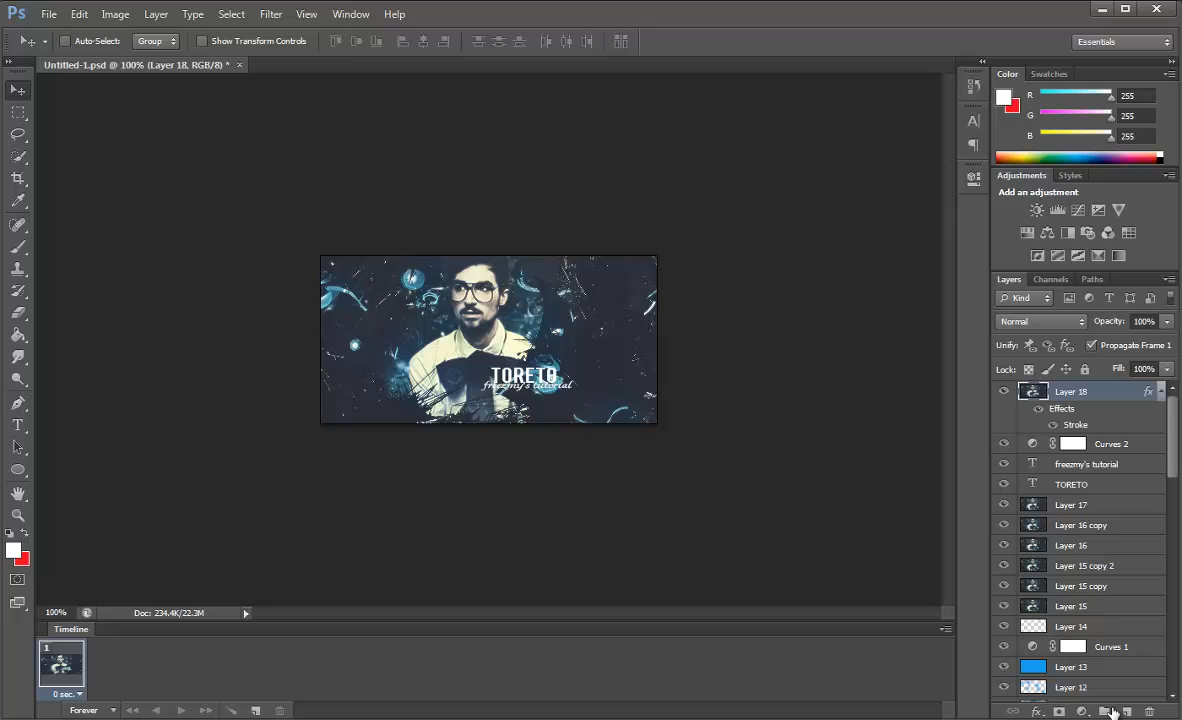 Ps File Edit Image Layer Type Select Filter View Window Help
Auto-Select: Group Show Transform Controls Essentials
Untitled-1.psd @ 100% (Layer 18, RGB/8) * ×
Color Swatches
R 255
G 255
B 255
Adjustments Styles
Add an adjustment
Layers Channels Paths
Kind
Normal Opacity: 100%
Unify: Propagate Frame 1
Lock: Fill: 100%
Layer 18 fx
Effects
Stroke
Curves 2
freezmy's tutorial
TORETO
Layer 17
Layer 16 copy
Layer 16
Layer 15 copy 2
Layer 15 copy
Layer 15
Layer 14
Curves 1
Layer 13
Layer 12
TORETO
freezmy's tutorial
100% Doc: 234.4K/22.3M
Timeline
1
0 sec.
Forever